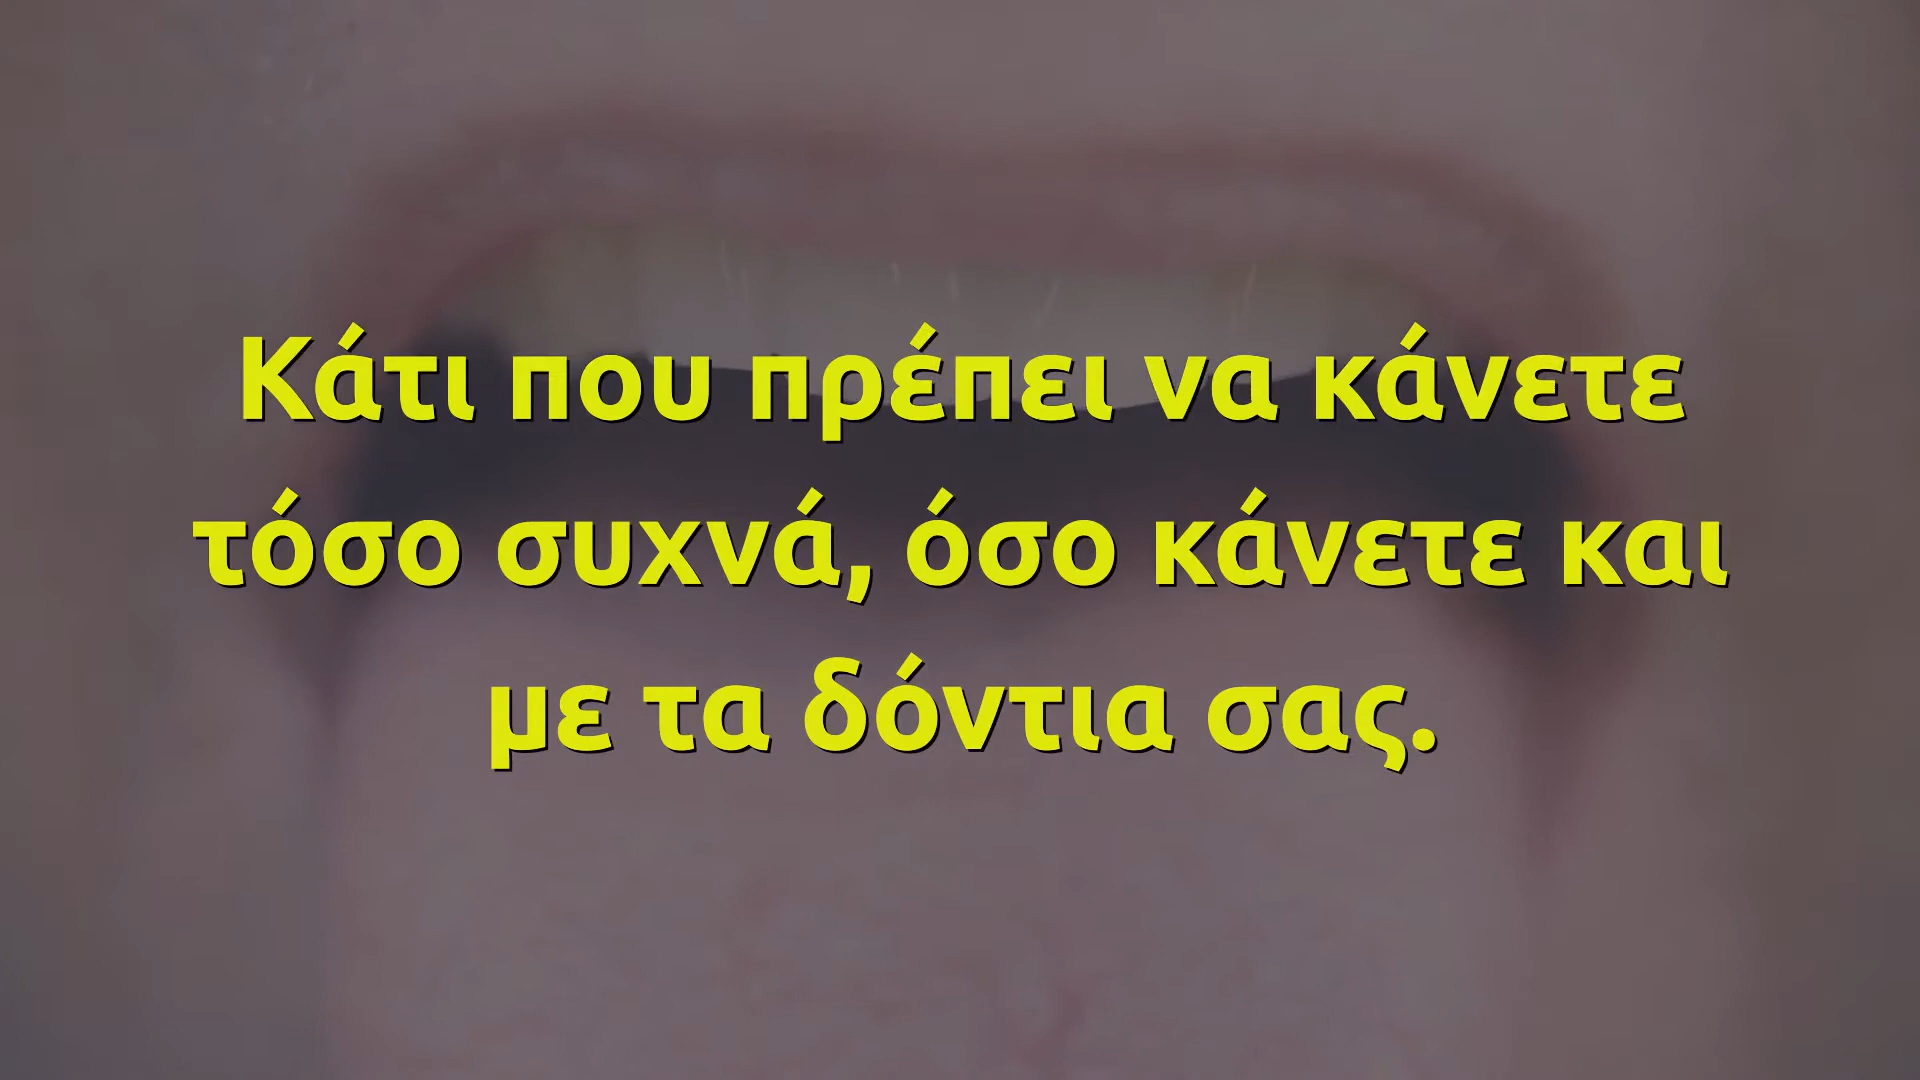 Κάτι που πρέπει να κάνετε
τόσο συχνά, όσο κάνετε και
με τα δόντια σας.